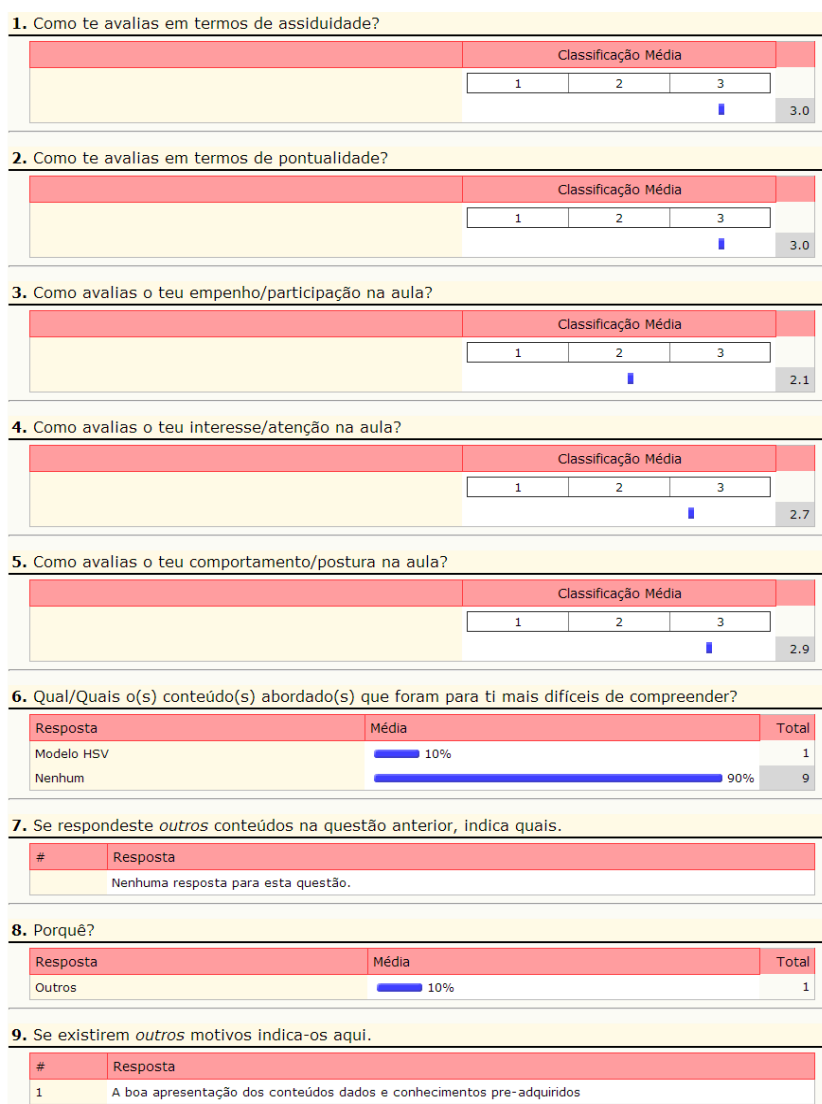 1. Como te avalias em termos de assiduidade?
Classificação Média
1 2 3
3.0
2. Como te avalias em termos de pontualidade?
Classificação Média
1 2 3
3.0
3. Como avalias o teu empenho/participação na aula?
Classificação Média
1 2 3
2.1
4. Como avalias o teu interesse/atenção na aula?
Classificação Média
1 2 3
2.7
5. Como avalias o teu comportamento/postura na aula?
Classificação Média
1 2 3
2.9
6. Qual/Quais o(s) conteúdo(s) abordado(s) que foram para ti mais difíceis de compreender?
Resposta Média Total
Modelo HSV 10% 1
Nenhum 90% 9
7. Se respondeste outros conteúdos na questão anterior, indica quais.
# Resposta
Nenhuma resposta para esta questão.
8. Porquê?
Resposta Média Total
Outros 10% 1
9. Se existirem outros motivos indica-os aqui.
# Resposta
1 A boa apresentação dos conteúdos dados e conhecimentos pre-adquiridos